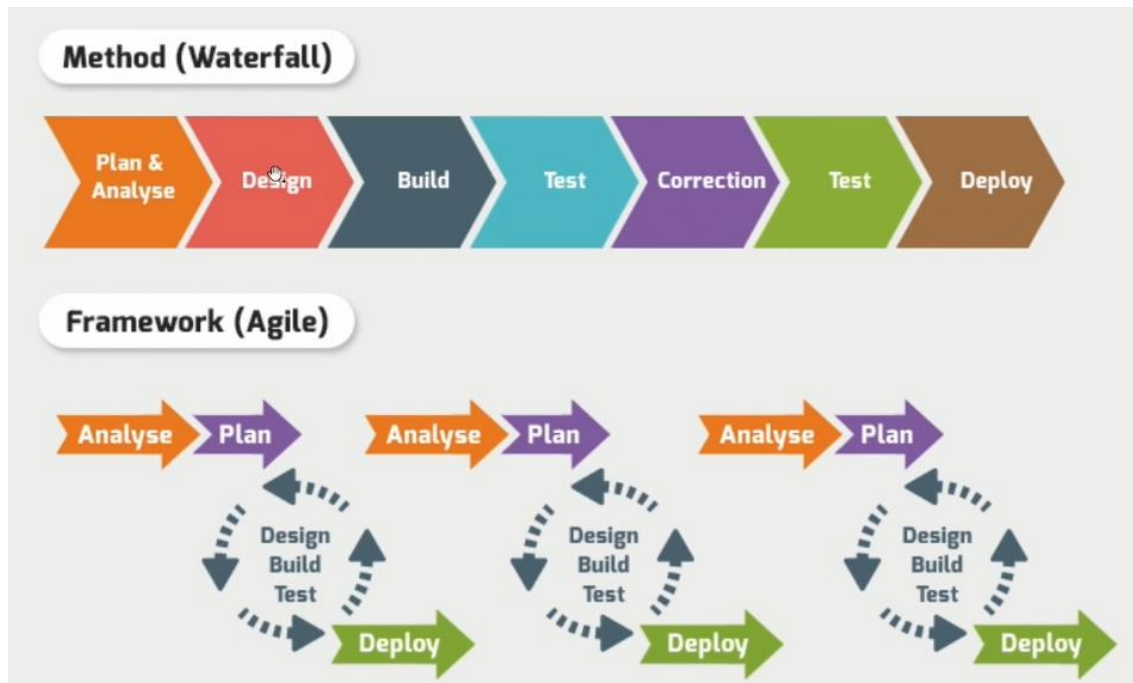 Method (Waterfall)
Plan &
Analyse
Design
Build
Test
Correction
Test
Deploy
Framework (Agile)
Analyse
Plan
Design
Build
Test
Deploy
Analyse
Plan
Design
Build
Test
Deploy
Analyse
Plan
Design
Build
Test
Deploy